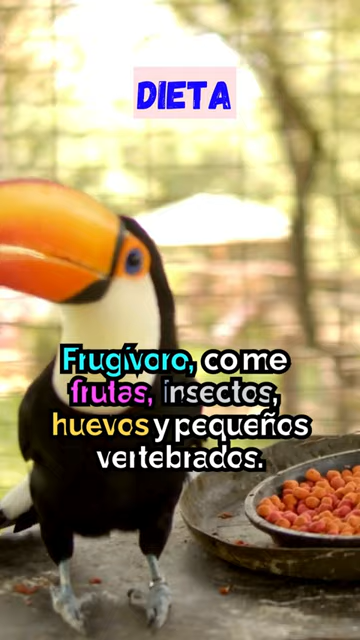 DIETA
Frugívoro, come
frutas, insectos,
huevos y pequeños
vertebrados.